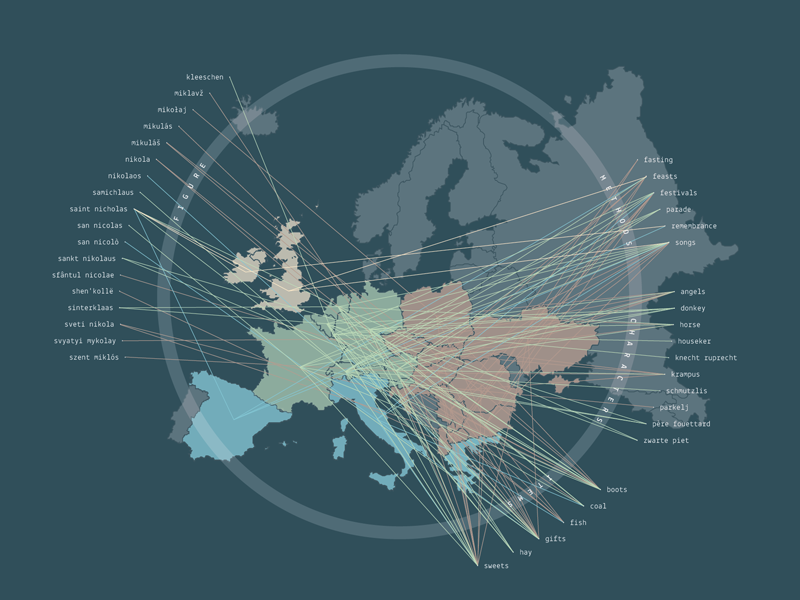 kleeschen
miklavž
mikołaj
mikulás
mikuláš
nikola
nikolaos
samichlaus
saint nicholas
san nicolas
san nicolò
sankt nikolaus
sfântul nicolae
shen'kollë
sinterklaas
sveti nikola
svyatyi mykolay
szent miklós
FIGURE
METHODS
fasting
feasts
festivals
parade
remembrance
songs
CHARACTERS
angels
donkey
horse
houseker
knecht ruprecht
krampus
schmutzlis
parkelj
père fouettard
zwarte piet
ITEMS
boots
coal
fish
gifts
hay
sweets